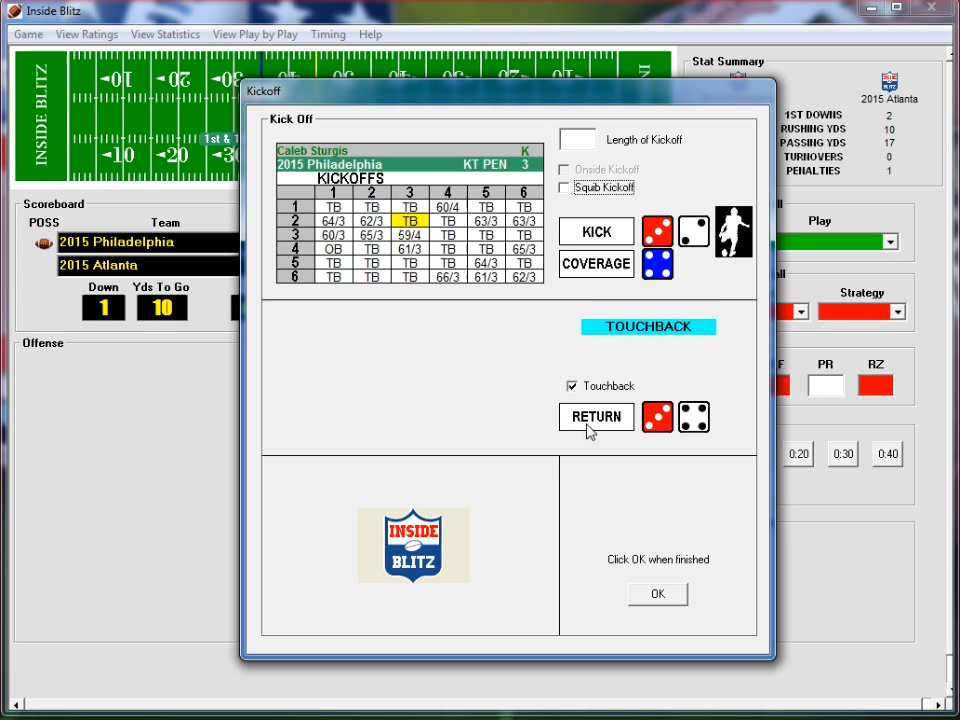 Inside Blitz
Game View Ratings View Statistics View Play by Play Timing Help
INSIDE BLITZ
10 20 30
1st & 1
10 20 3
Stat Summary
2015 Atlanta
1ST DOWNS 2
RUSHING YDS 10
PASSING YDS 17
TURNOVERS 0
PENALTIES 1
Scoreboard
POSS Team
2015 Philadelphia
2015 Atlanta
Down Yds To Go
1 10
Offense
Play
Strategy
F PR RZ
0:20 0:30 0:40
Kickoff
Kick Off
Caleb Sturgis K
2015 Philadelphia KT PEN 3
KICKOFFS
1 2 3 4 5 6
1 TB TB TB 60/4 TB TB
2 64/3 62/3 TB TB 63/3 63/3
3 60/3 65/3 59/4 TB TB TB
4 OB TB 61/3 TB TB 65/3
5 TB TB TB TB 64/3 TB
6 TB TB TB 66/3 61/3 62/3
Length of Kickoff
Onside Kickoff
Squib Kickoff
KICK
COVERAGE
TOUCHBACK
Touchback
RETURN
INSIDE
BLITZ
Click OK when finished
OK